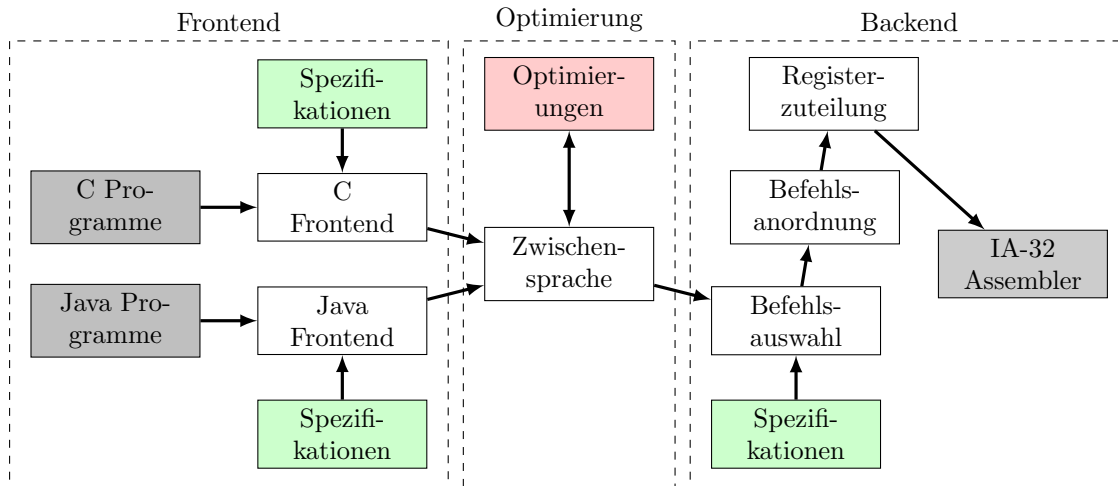 Frontend
Optimierung
Backend
Spezifi-
kationen
C Pro-
gramme
C
Frontend
Java Pro-
gramme
Java
Frontend
Spezifi-
kationen
Optimier-
ungen
Zwischen-
sprache
Register-
zuteilung
Befehls-
anordnung
IA-32
Assembler
Befehls-
auswahl
Spezifi-
kationen